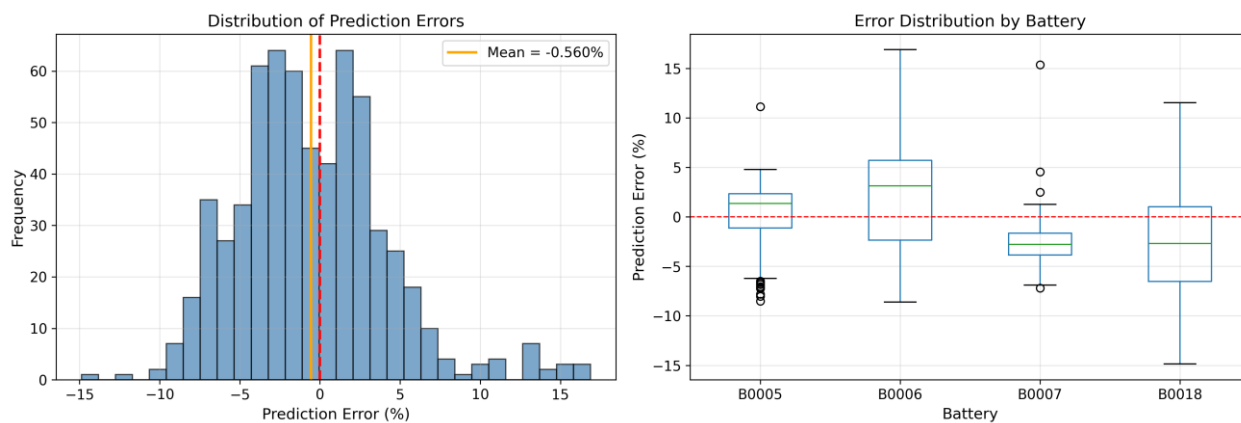 Distribution of Prediction Errors
Mean = -0.560%
Frequency
60
50
40
30
20
10
0
−15
−10
−5
0
5
10
15
Prediction Error (%)
Error Distribution by Battery
Prediction Error (%)
15
10
5
0
−5
−10
−15
B0005
B0006
B0007
B0018
Battery